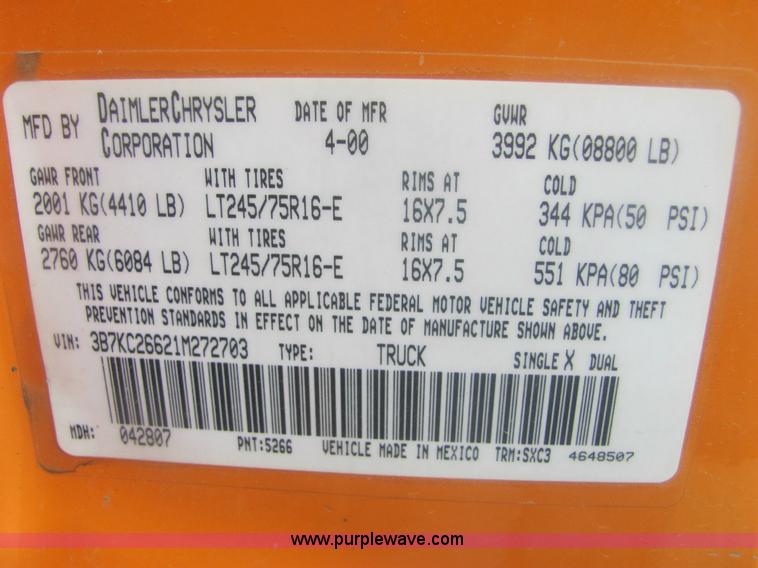 MFD BY DAIMLERCHRYSLER CORPORATION DATE OF MFR 4-00 GVWR 3992 KG(08800 LB)
GAWR FRONT WITH TIRES RIMS AT COLD
2001 KG(4410 LB) LT245/75R16-E 16X7.5 344 KPA(50 PSI)
GAWR REAR WITH TIRES RIMS AT COLD
2760 KG(6084 LB) LT245/75R16-E 16X7.5 551 KPA(80 PSI)
THIS VEHICLE CONFORMS TO ALL APPLICABLE FEDERAL MOTOR VEHICLE SAFETY AND THEFT
PREVENTION STANDARDS IN EFFECT ON THE DATE OF MANUFACTURE SHOWN ABOVE.
VIN: 3B7KC26621M272703 TYPE: TRUCK SINGLE X DUAL
MDH: 042807 PNT:5266 VEHICLE MADE IN MEXICO TRM:SXC3 4648507
www.purplewave.com